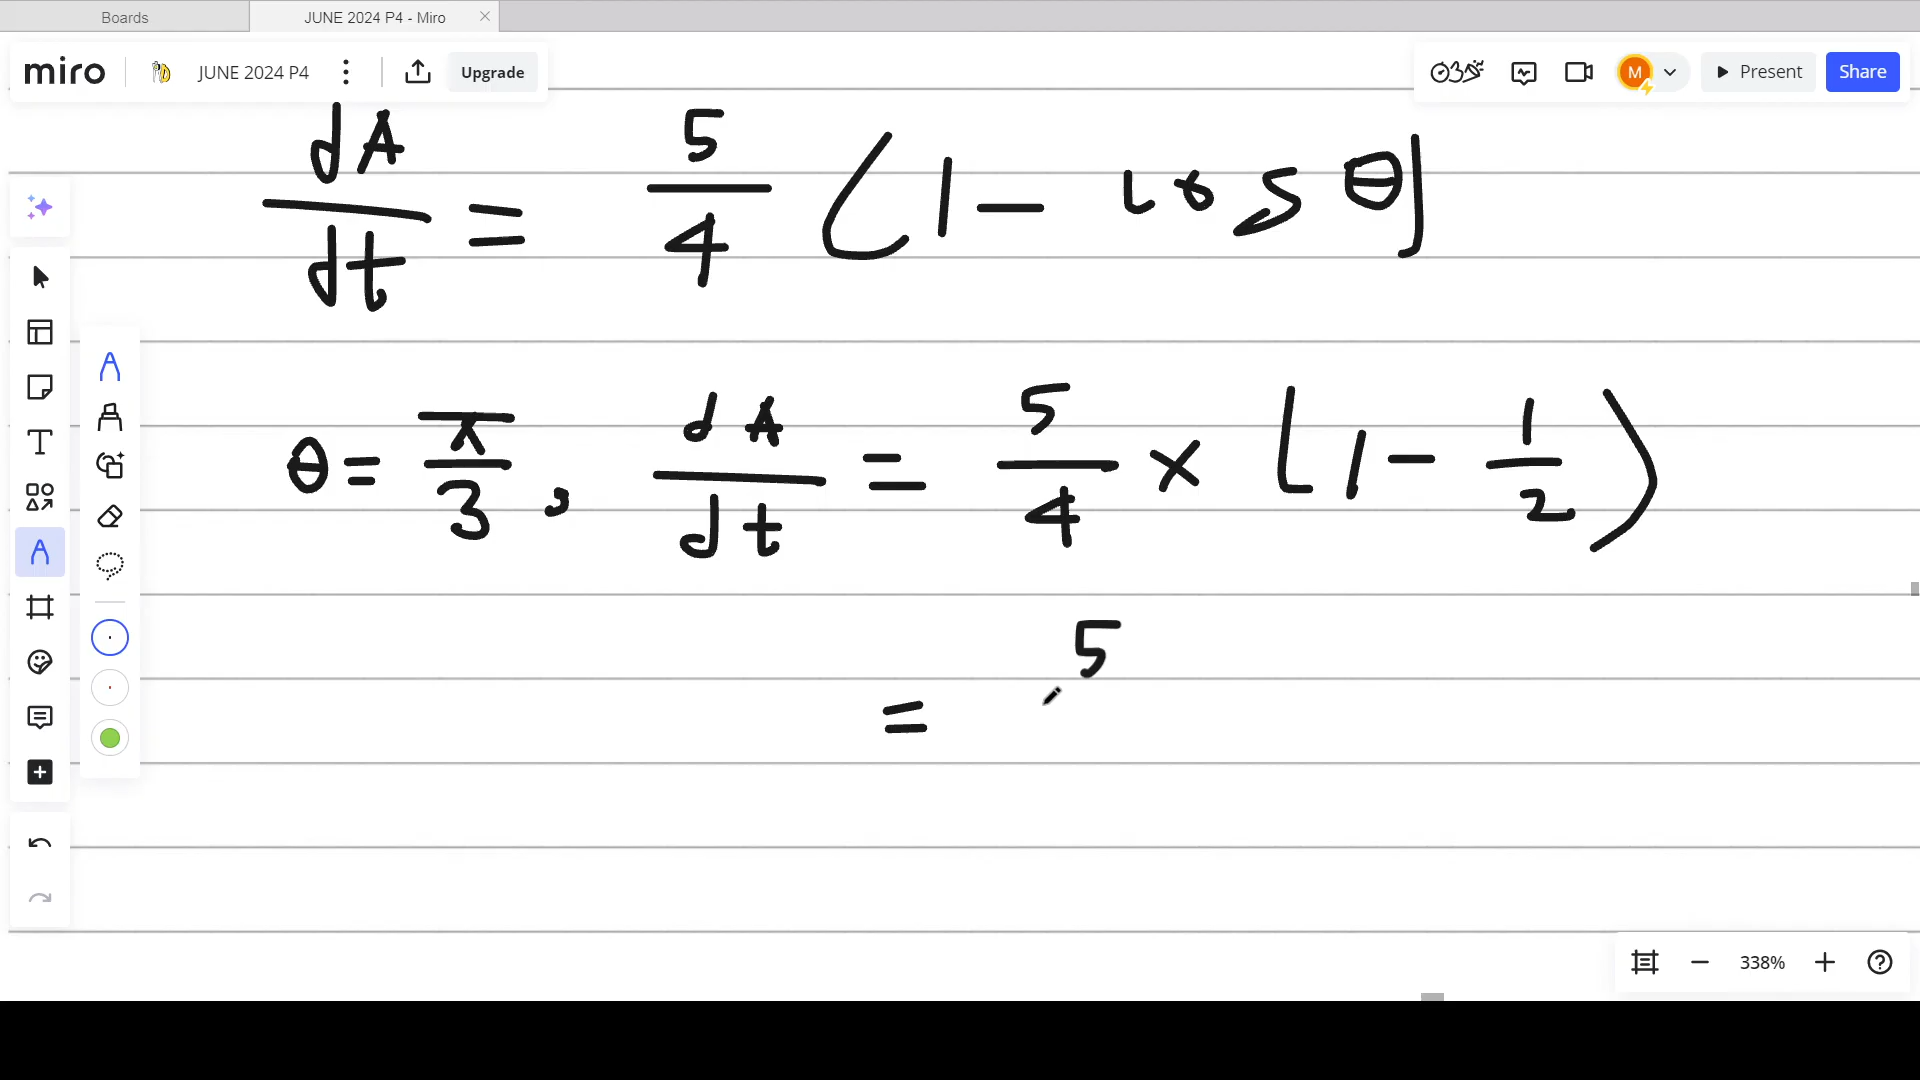 Boards JUNE 2024 P4 - Miro
miro JUNE 2024 P4 Upgrade M Present Share
dA/dt = 5/4 (1 - cos θ)
θ = π/3, dA/dt = 5/4 × (1 - 1/2)
= 5
338%